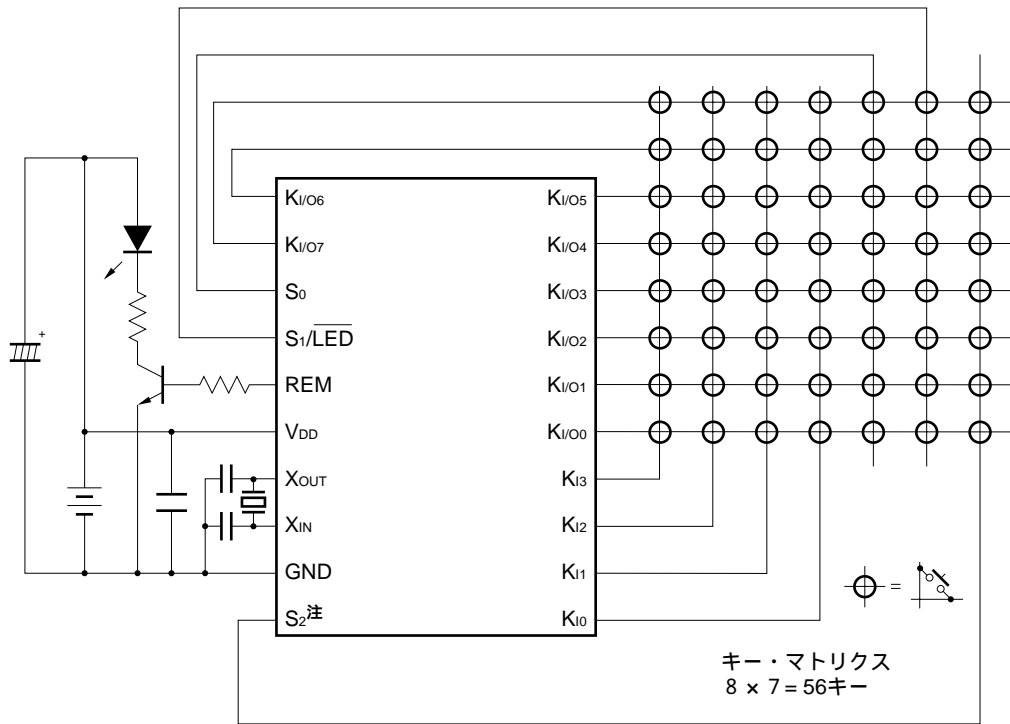 KI/O6
KI/O7
S0
S1/L̅E̅D̅
REM
VDD
XOUT
XIN
GND
S2注
KI/O5
KI/O4
KI/O3
KI/O2
KI/O1
KI/O0
KI3
KI2
KI1
KI0
+
=
キー・マトリクス
8 × 7 = 56キー